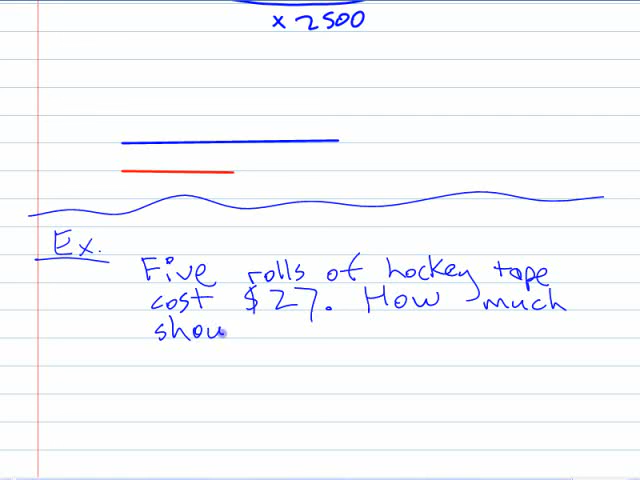 x 2500
Ex.
Five rolls of hockey tape
cost $27. How much
shou